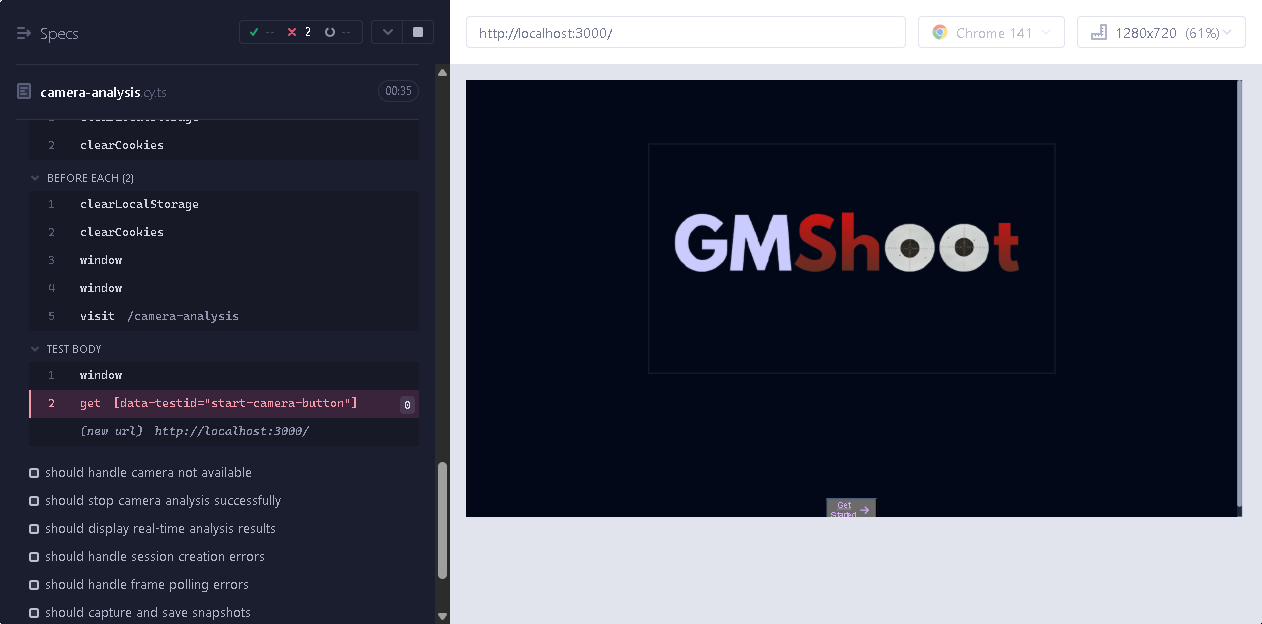 Specs
-- 2 --
camera-analysis.cy.ts 00:35
2 clearCookies
BEFORE EACH (2)
1 clearLocalStorage
2 clearCookies
3 window
4 window
5 visit /camera-analysis
TEST BODY
1 window
2 get [data-testid="start-camera-button"] 0
(new url) http://localhost:3000/
should handle camera not available
should stop camera analysis successfully
should display real-time analysis results
should handle session creation errors
should handle frame polling errors
should capture and save snapshots
http://localhost:3000/
Chrome 141
1280x720 (61%)
GMShoot
Get
Started